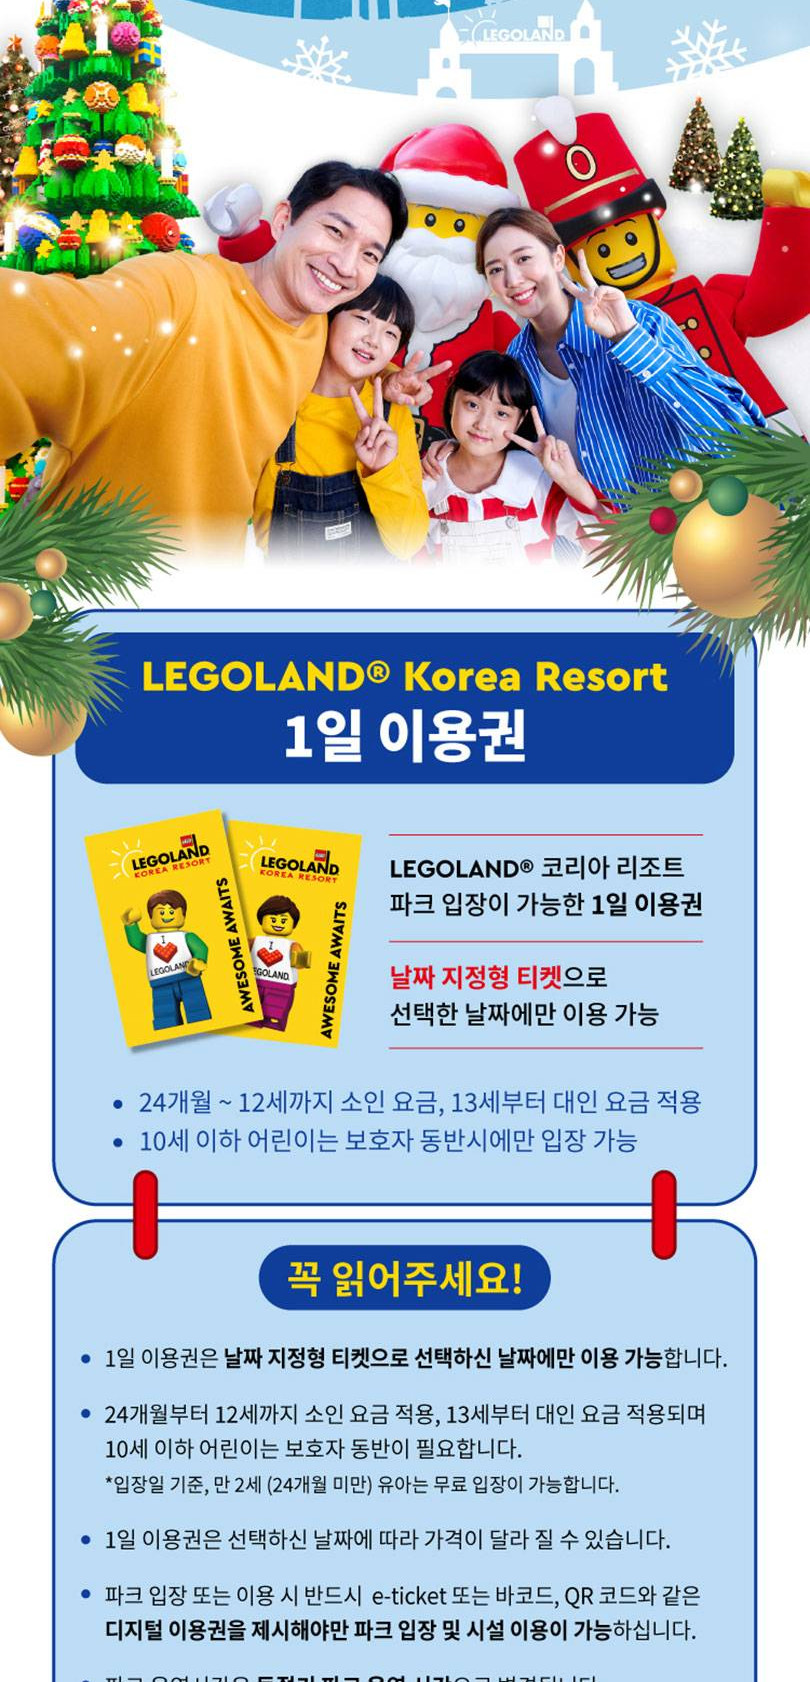 LEGOLAND
LEGOLAND® Korea Resort
1일 이용권
LEGOLAND
KOREA RESORT
AWESOME AWAITS
I
LEGOLAND
LEGOLAND
KOREA RESORT
AWESOME AWAITS
I
EGOLAND
LEGOLAND® 코리아 리조트
파크 입장이 가능한 1일 이용권
날짜 지정형 티켓으로
선택한 날짜에만 이용 가능
• 24개월 ~ 12세까지 소인 요금, 13세부터 대인 요금 적용
• 10세 이하 어린이는 보호자 동반시에만 입장 가능
꼭 읽어주세요!
• 1일 이용권은 날짜 지정형 티켓으로 선택하신 날짜에만 이용 가능합니다.
• 24개월부터 12세까지 소인 요금 적용, 13세부터 대인 요금 적용되며
10세 이하 어린이는 보호자 동반이 필요합니다.
*입장일 기준, 만 2세 (24개월 미만) 유아는 무료 입장이 가능합니다.
• 1일 이용권은 선택하신 날짜에 따라 가격이 달라 질 수 있습니다.
• 파크 입장 또는 이용 시 반드시 e-ticket 또는 바코드, QR 코드와 같은
디지털 이용권을 제시해야만 파크 입장 및 시설 이용이 가능하십니다.